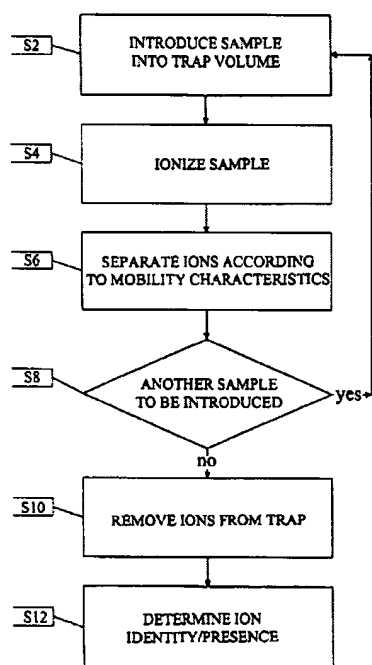 S2
INTRODUCE SAMPLE
INTO TRAP VOLUME
S4
IONIZE SAMPLE
S6
SEPARATE IONS ACCORDING
TO MOBILITY CHARACTERISTICS
S8
ANOTHER SAMPLE
TO BE INTRODUCED
yes
no
S10
REMOVE IONS FROM TRAP
S12
DETERMINE ION
IDENTITY/PRESENCE